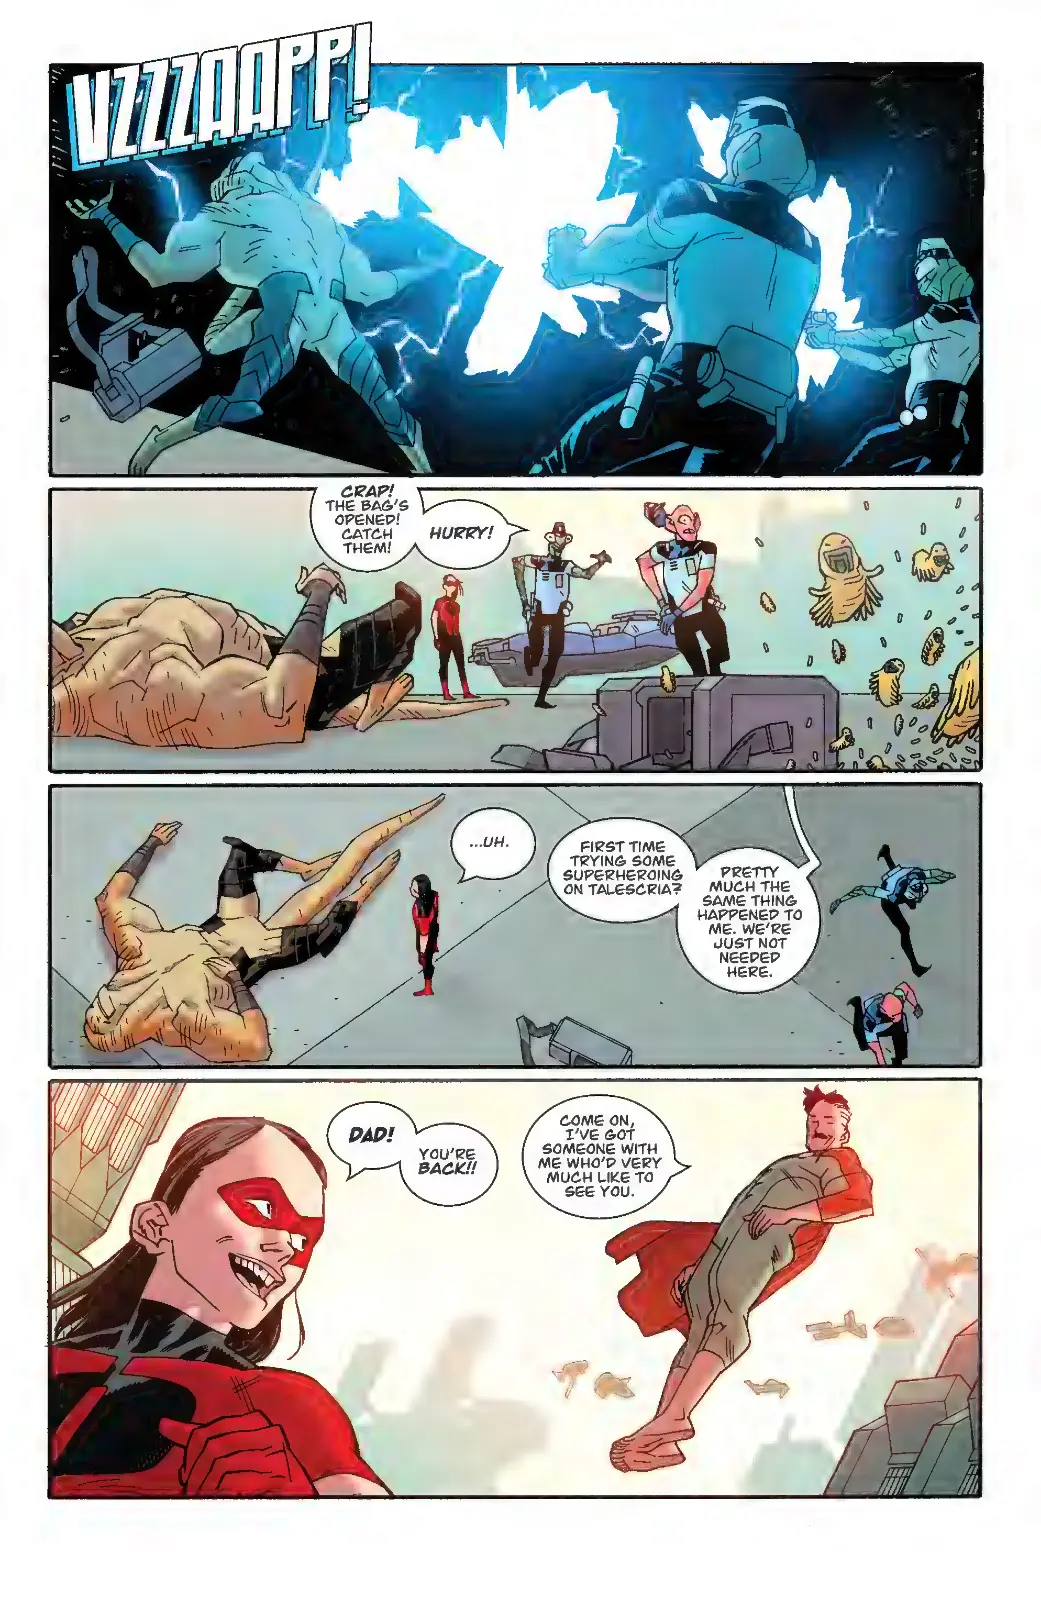 VZZZAAPP!
CRAP!
THE BAG'S
OPENED!
CATCH
THEM!
HURRY!
...UH.
FIRST TIME
TRYING SOME
SUPERHEROING
ON TALESCRIA?
PRETTY
MUCH THE
SAME THING
HAPPENED TO
ME. WE'RE
JUST NOT
NEEDED
HERE.
DAD!
YOU'RE
BACK!!
COME ON,
I'VE GOT
SOMEONE WITH
ME WHO'D VERY
MUCH LIKE TO
SEE YOU.